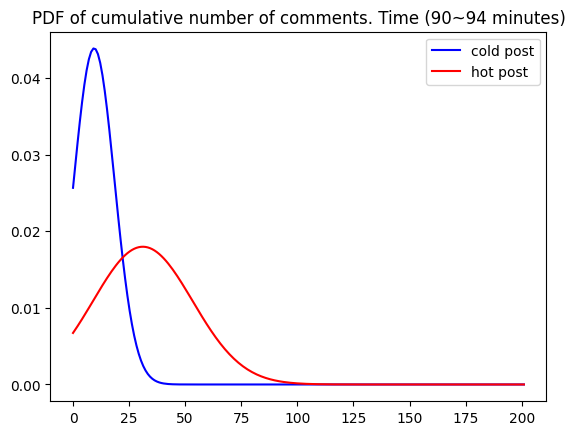 PDF of cumulative number of comments. Time (90~94 minutes)
cold post
hot post
0.04
0.03
0.02
0.01
0.00
0 25 50 75 100 125 150 175 200